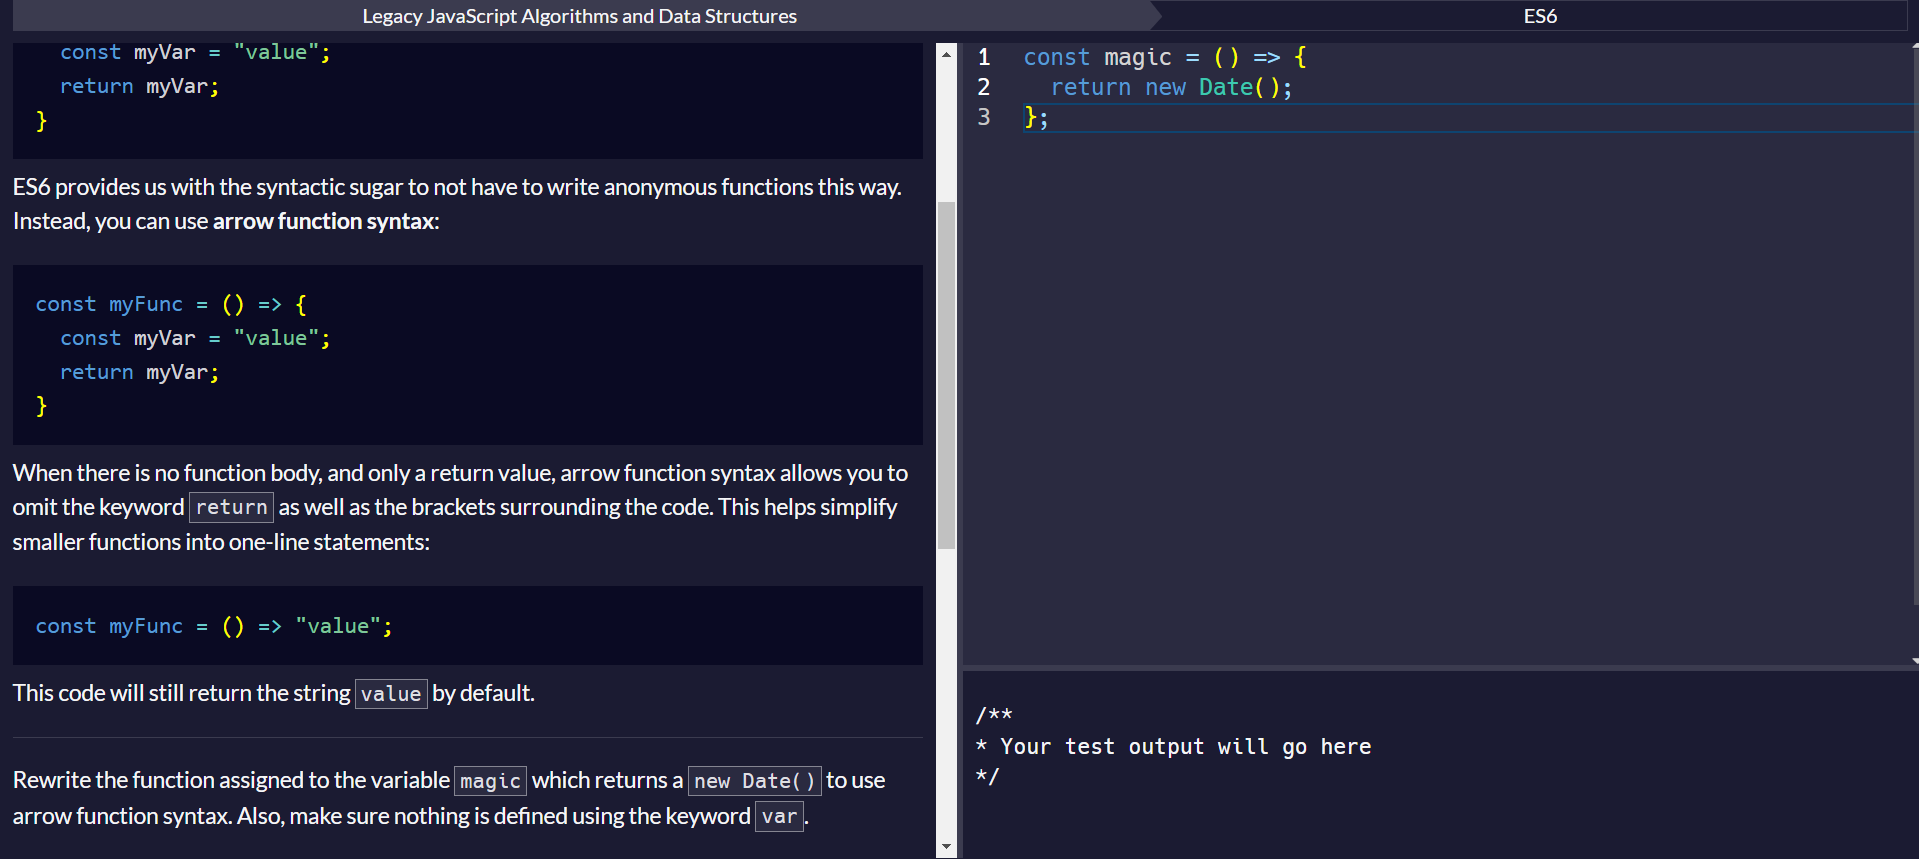 Legacy JavaScript Algorithms and Data Structures
ES6
const myVar = "value";
return myVar;
}
ES6 provides us with the syntactic sugar to not have to write anonymous functions this way.
Instead, you can use arrow function syntax:
const myFunc = () => {
const myVar = "value";
return myVar;
}
When there is no function body, and only a return value, arrow function syntax allows you to
omit the keyword return as well as the brackets surrounding the code. This helps simplify
smaller functions into one-line statements:
const myFunc = () => "value";
This code will still return the string value by default.
Rewrite the function assigned to the variable magic which returns a new Date() to use
arrow function syntax. Also, make sure nothing is defined using the keyword var.
1 const magic = () => {
2 return new Date();
3 };
/**
* Your test output will go here
*/